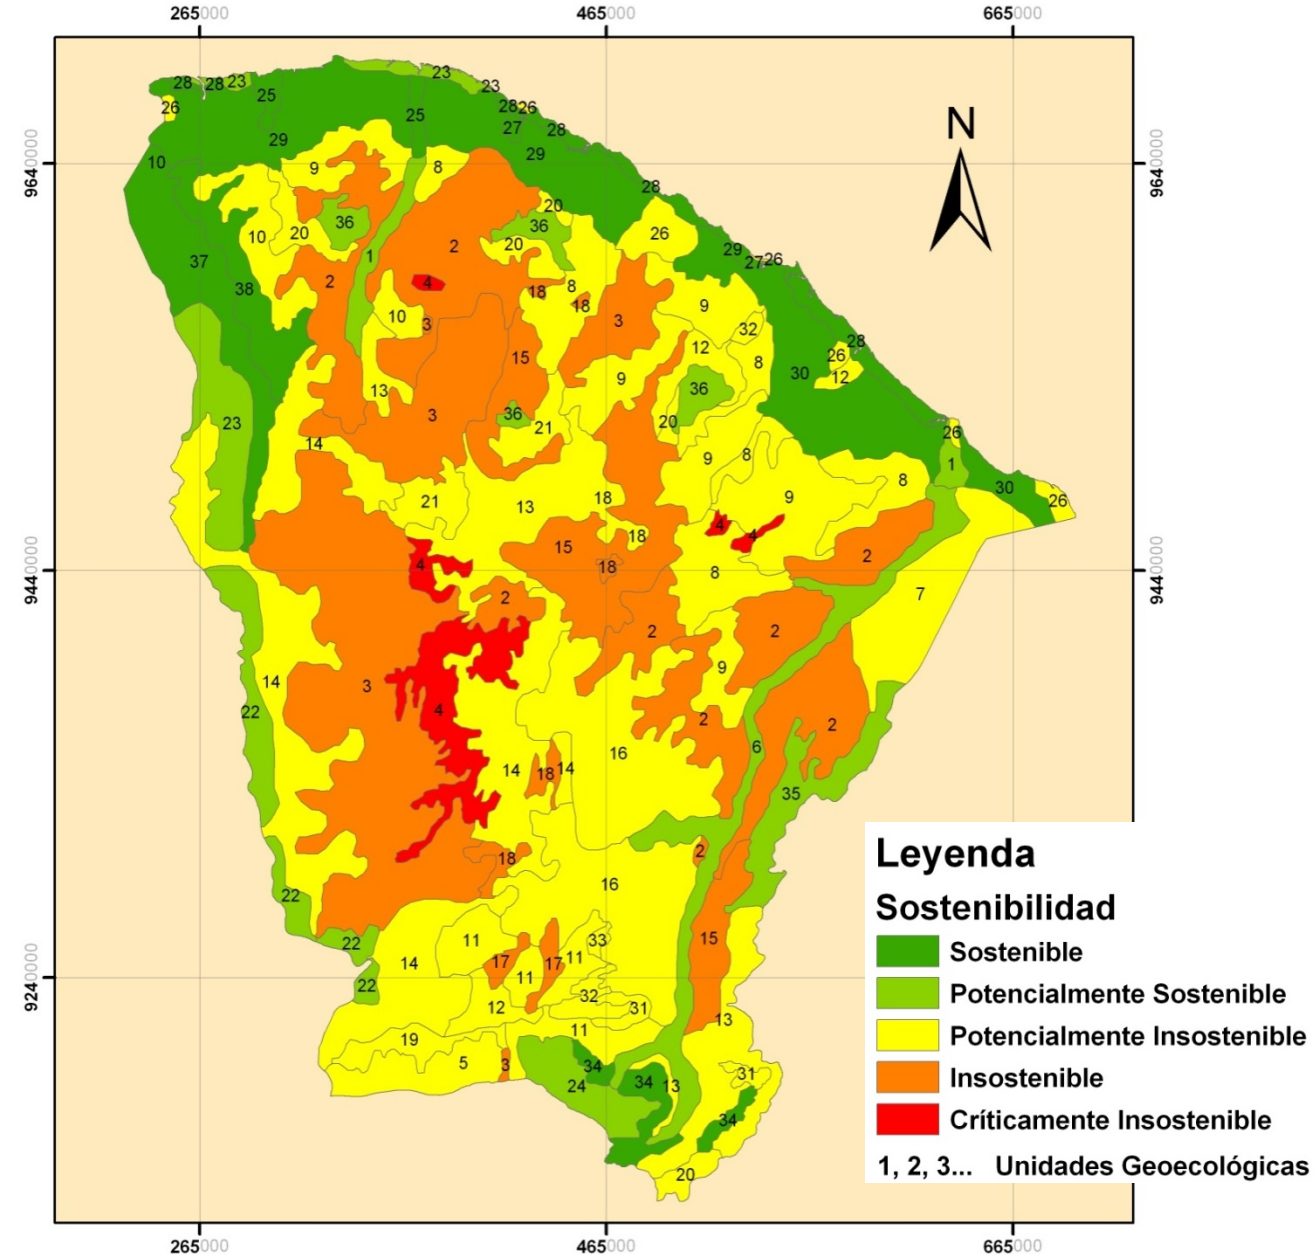 265000 465000 665000
9640000 9640000
9440000 9440000
9240000
265000 465000 665000
N
28 28 23 23 23
26 25 25 28 26
29 27 28
10 9 8 29
28
36 20 36
10 20 1 2 20 26
37 29 27 26
38 2 4 18 8 18 9
10 3 3 32
15 12 8 28
26
13 9 36 30 12
23 3 36 21 20
14 26
9 8 1
21 13 18 9 8 30 26
4 15 18 4 4 2
18 8
2 7
2 2
14 3 9
22 4 2 2
16 6
14 18 14 35
18 2
22 16
22 11 33 15
14 17 17 11
22 11 32
12 31 13
19 11
5 3 34
24 34 13 31
34
20
Leyenda
Sostenibilidad
Sostenible
Potencialmente Sostenible
Potencialmente Insostenible
Insostenible
Críticamente Insostenible
1, 2, 3... Unidades Geoecológicas